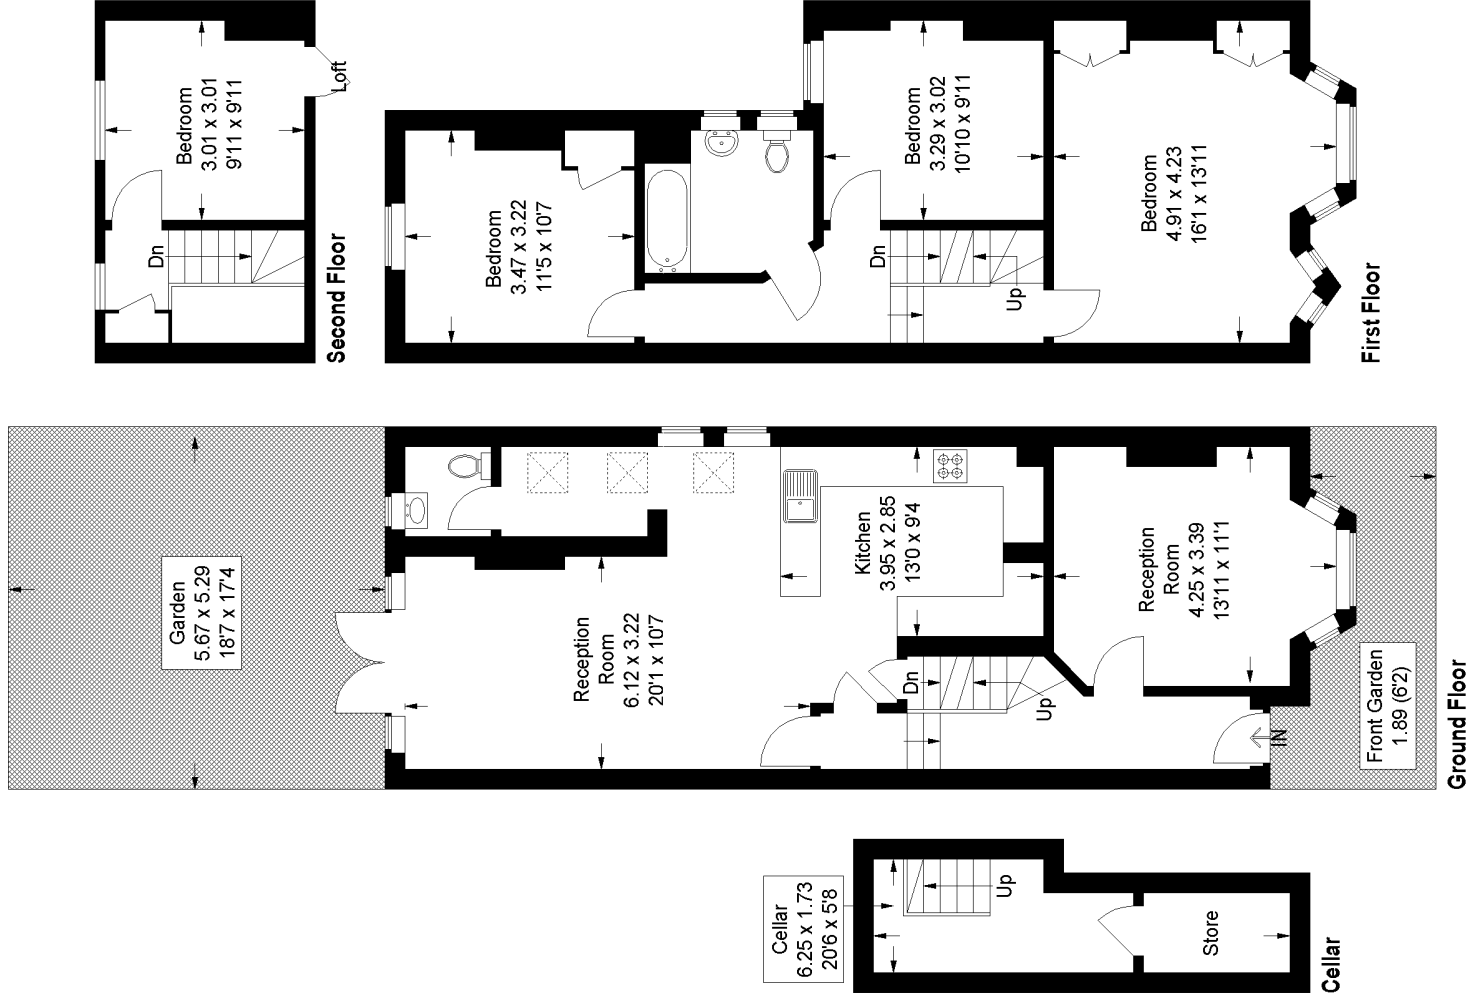 Bedroom
3.01 x 3.01
9'11 x 9'11
Loft
Dn
Second Floor
Bedroom
3.47 x 3.22
11'5 x 10'7
Bedroom
3.29 x 3.02
10'10 x 9'11
Bedroom
4.91 x 4.23
16'1 x 13'11
Dn
Up
First Floor
Garden
5.67 x 5.29
18'7 x 17'4
Reception
Room
6.12 x 3.22
20'1 x 10'7
Kitchen
3.95 x 2.85
13'0 x 9'4
Reception
Room
4.25 x 3.39
13'11 x 11'1
Dn
Up
IN
Front Garden
1.89 (6'2)
Ground Floor
Cellar
6.25 x 1.73
20'6 x 5'8
Up
Store
Cellar